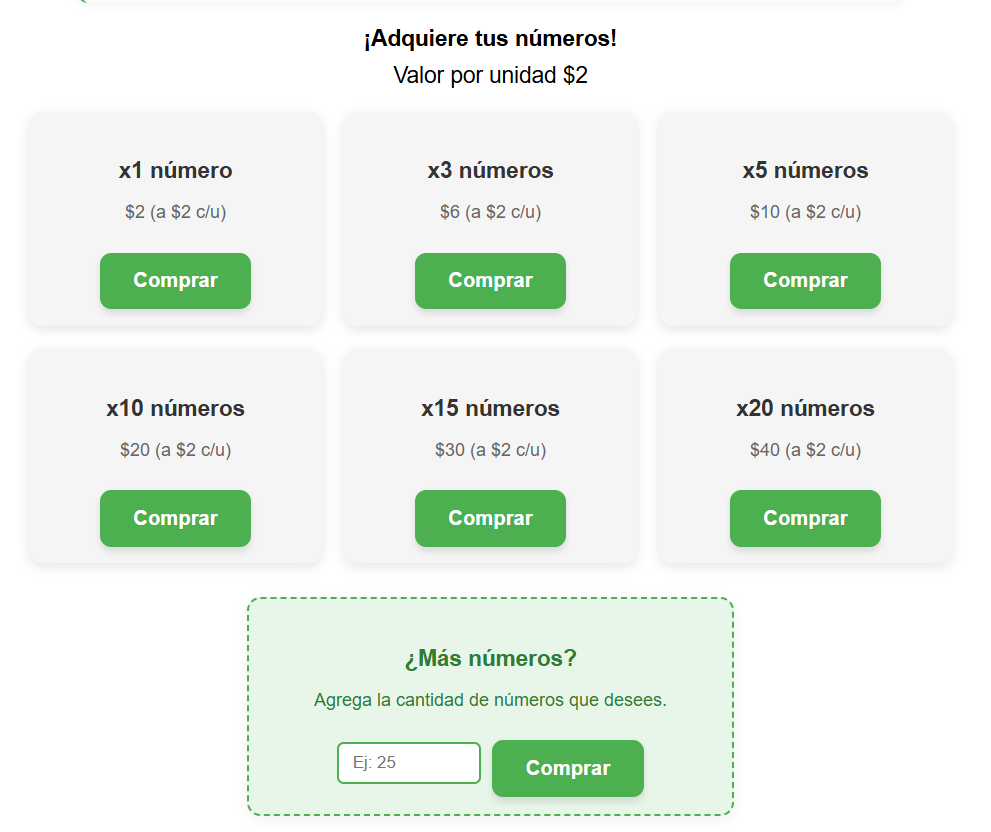 ¡Adquiere tus números!
Valor por unidad $2
x1 número
$2 (a $2 c/u)
Comprar
x3 números
$6 (a $2 c/u)
Comprar
x5 números
$10 (a $2 c/u)
Comprar
x10 números
$20 (a $2 c/u)
Comprar
x15 números
$30 (a $2 c/u)
Comprar
x20 números
$40 (a $2 c/u)
Comprar
¿Más números?
Agrega la cantidad de números que desees.
Ej: 25
Comprar